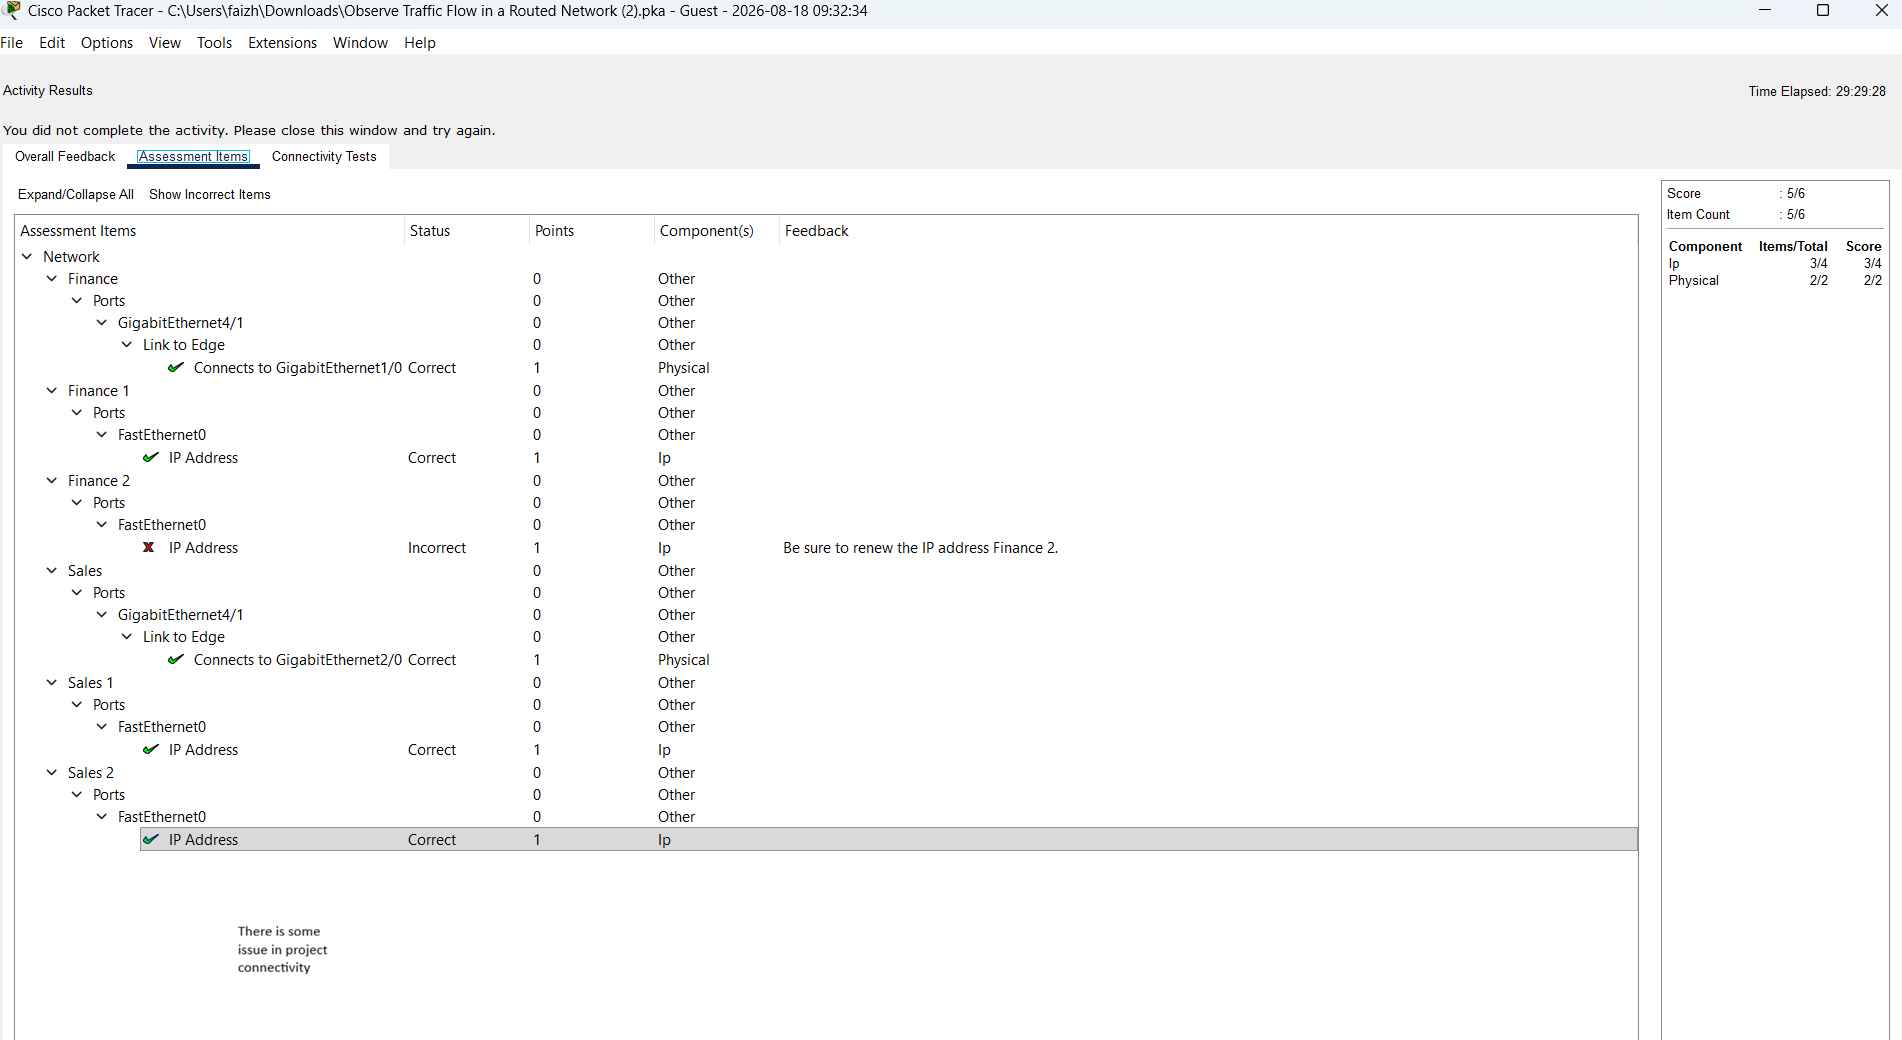 Cisco Packet Tracer - C:\Users\faizh\Downloads\Observe Traffic Flow in a Routed Network (2).pka - Guest - 2026-08-18 09:32:34
File Edit Options View Tools Extensions Window Help
Activity Results
Time Elapsed: 29:29:28
You did not complete the activity. Please close this window and try again.
Overall Feedback Assessment Items Connectivity Tests
Expand/Collapse All Show Incorrect Items
Assessment Items Status Points Component(s) Feedback
Network
Finance 0 Other
Ports 0 Other
GigabitEthernet4/1 0 Other
Link to Edge 0 Other
Connects to GigabitEthernet1/0 Correct 1 Physical
Finance 1 0 Other
Ports 0 Other
FastEthernet0 0 Other
IP Address Correct 1 Ip
Finance 2 0 Other
Ports 0 Other
FastEthernet0 0 Other
IP Address Incorrect 1 Ip Be sure to renew the IP address Finance 2.
Sales 0 Other
Ports 0 Other
GigabitEthernet4/1 0 Other
Link to Edge 0 Other
Connects to GigabitEthernet2/0 Correct 1 Physical
Sales 1 0 Other
Ports 0 Other
FastEthernet0 0 Other
IP Address Correct 1 Ip
Sales 2 0 Other
Ports 0 Other
FastEthernet0 0 Other
IP Address Correct 1 Ip
There is some
issue in project
connectivity
Score : 5/6
Item Count : 5/6
Component Items/Total Score
Ip 3/4 3/4
Physical 2/2 2/2